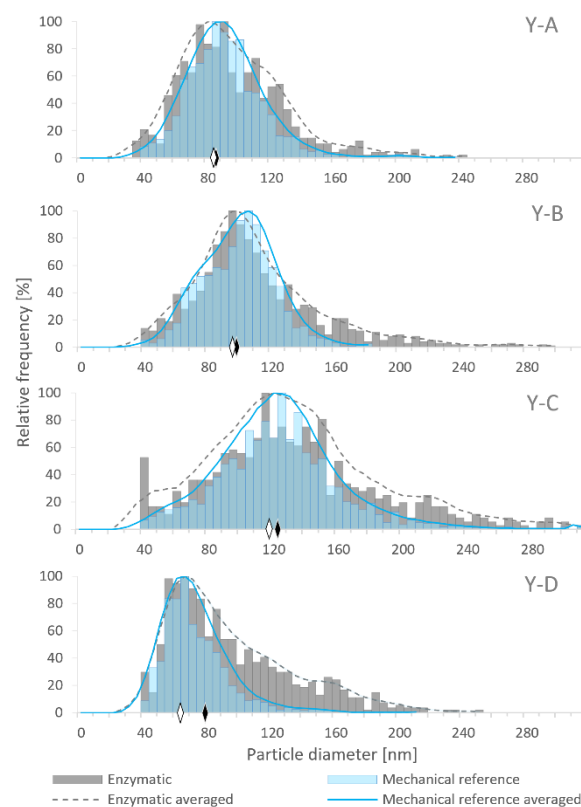 Y-A
100
80
60
40
20
0
0 40 80 120 160 200 240 280
Y-B
100
80
60
40
20
0
0 40 80 120 160 200 240 280
Relative frequency [%]
Y-C
100
80
60
40
20
0
0 40 80 120 160 200 240 280
Y-D
100
80
60
40
20
0
0 40 80 120 160 200 240 280
Particle diameter [nm]
Enzymatic Mechanical reference
Enzymatic averaged Mechanical reference averaged